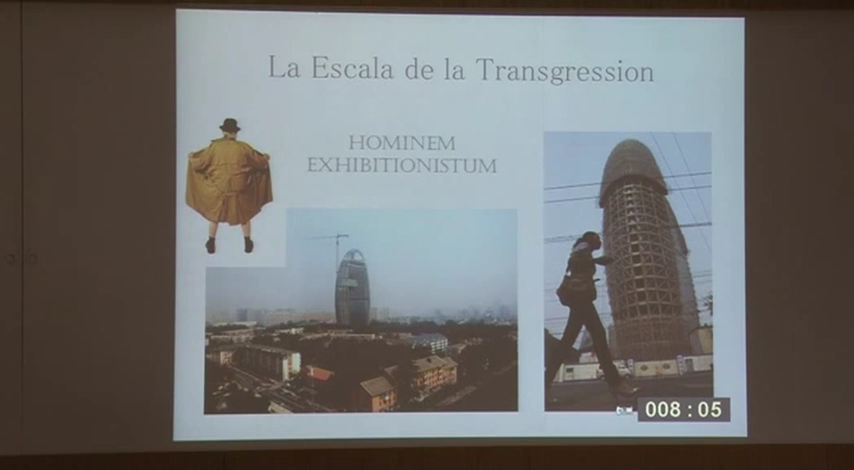 La Escala de la Transgression
HOMINEM
EXHIBITIONISTUM
008 : 05